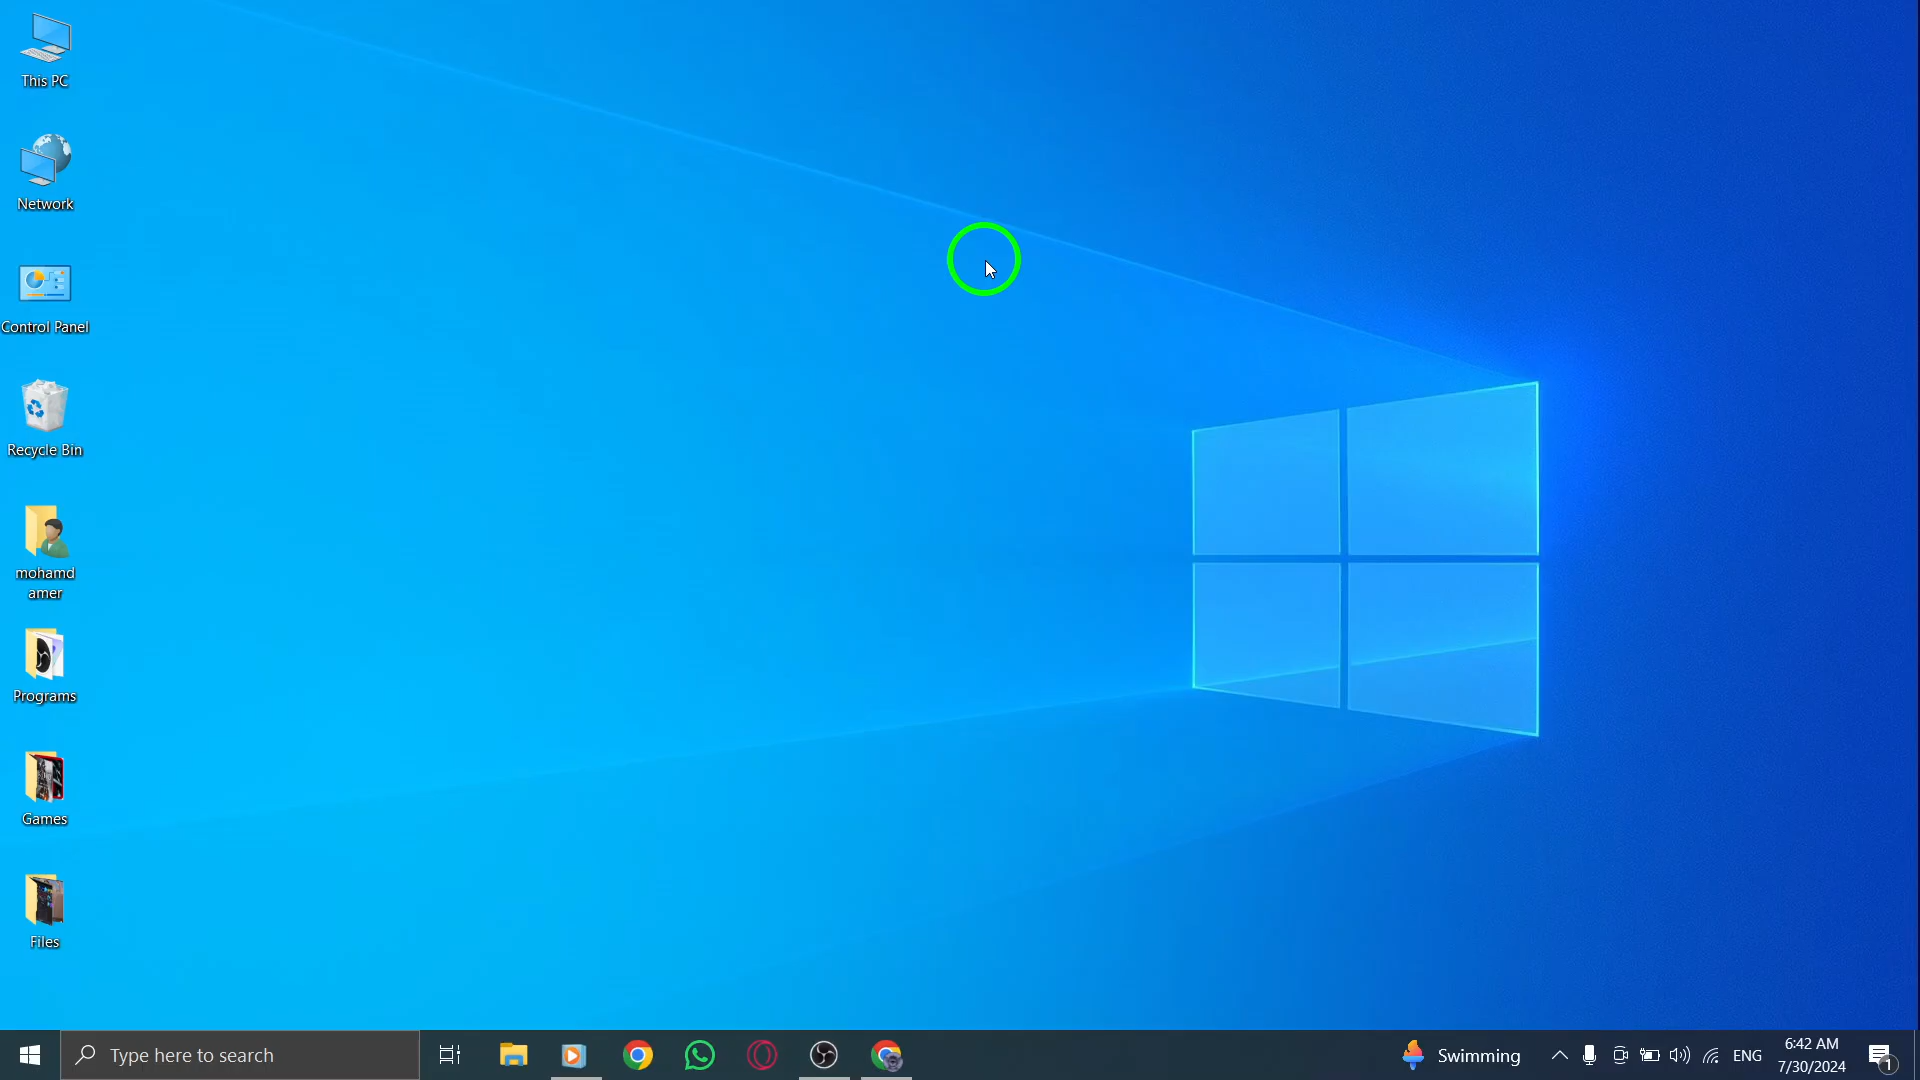 This PC
Network
Control Panel
Recycle Bin
mohamd
amer
Programs
Games
Files
Type here to search
Swimming
ENG
6:42 AM
7/30/2024
1